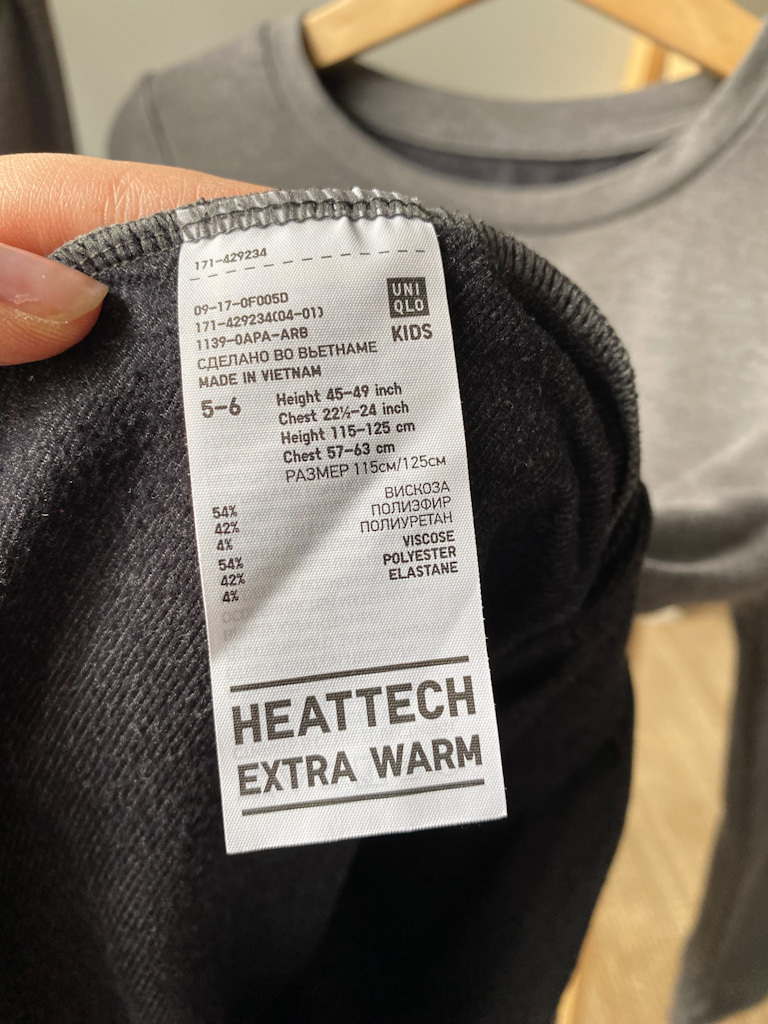 171-429234
UNI
QLO
KIDS
09-17-0F005D
171-429234(04-01)
1139-0APA-ARB
СДЕЛАНО ВО ВЬЕТНАМЕ
MADE IN VIETNAM
5-6
Height 45-49 inch
Chest 22½-24 inch
Height 115-125 cm
Chest 57-63 cm
РАЗМЕР 115см/125см
54% ВИСКОЗА
42% ПОЛИЭФИР
4% ПОЛИУРЕТАН
54% VISCOSE
42% POLYESTER
4% ELASTANE
HEATTECH
EXTRA WARM